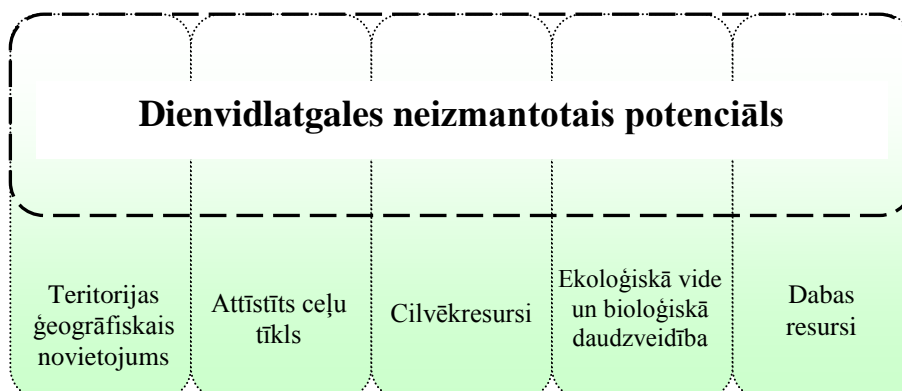 Dienvidlatgales neizmantotais potenciāls
Teritorijas
ģeogrāfiskais
novietojums
Attīstīts ceļu
tīkls
Cilvēkresursi
Ekoloģiskā vide
un bioloģiskā
daudzveidība
Dabas
resursi